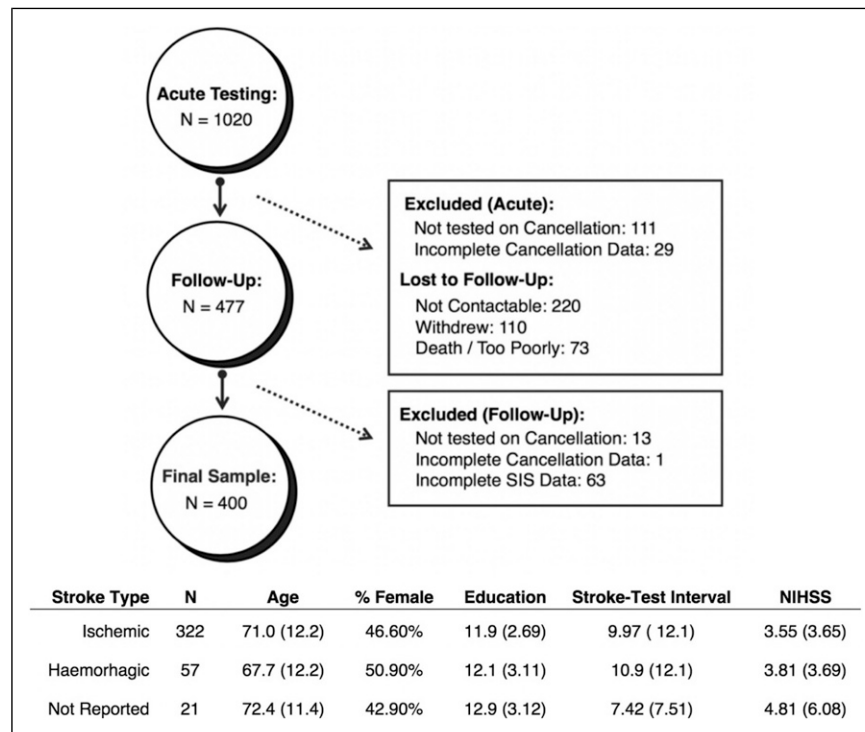 Acute Testing:
N = 1020
Excluded (Acute):
Not tested on Cancellation: 111
Incomplete Cancellation Data: 29
Lost to Follow-Up:
Not Contactable: 220
Withdrew: 110
Death / Too Poorly: 73
Follow-Up:
N = 477
Excluded (Follow-Up):
Not tested on Cancellation: 13
Incomplete Cancellation Data: 1
Incomplete SIS Data: 63
Final Sample:
N = 400
Stroke Type N Age % Female Education Stroke-Test Interval NIHSS
Ischemic 322 71.0 (12.2) 46.60% 11.9 (2.69) 9.97 ( 12.1) 3.55 (3.65)
Haemorhagic 57 67.7 (12.2) 50.90% 12.1 (3.11) 10.9 (12.1) 3.81 (3.69)
Not Reported 21 72.4 (11.4) 42.90% 12.9 (3.12) 7.42 (7.51) 4.81 (6.08)